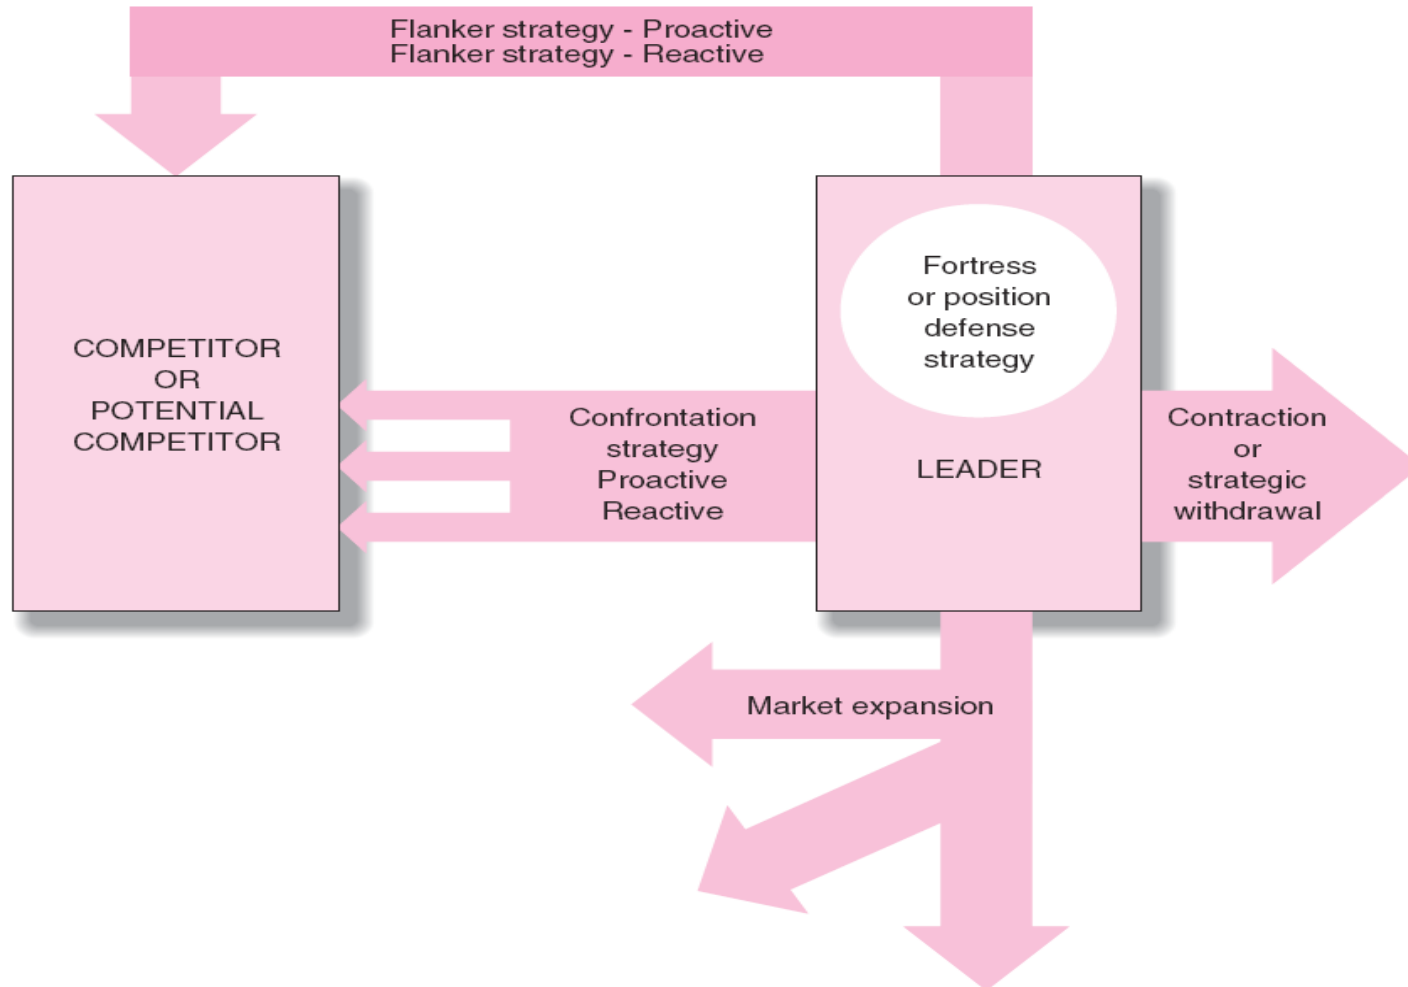 Flanker strategy - Proactive
Flanker strategy - Reactive
COMPETITOR
OR
POTENTIAL
COMPETITOR
Confrontation
strategy
Proactive
Reactive
Fortress
or position
defense
strategy
LEADER
Contraction
or
strategic
withdrawal
Market expansion